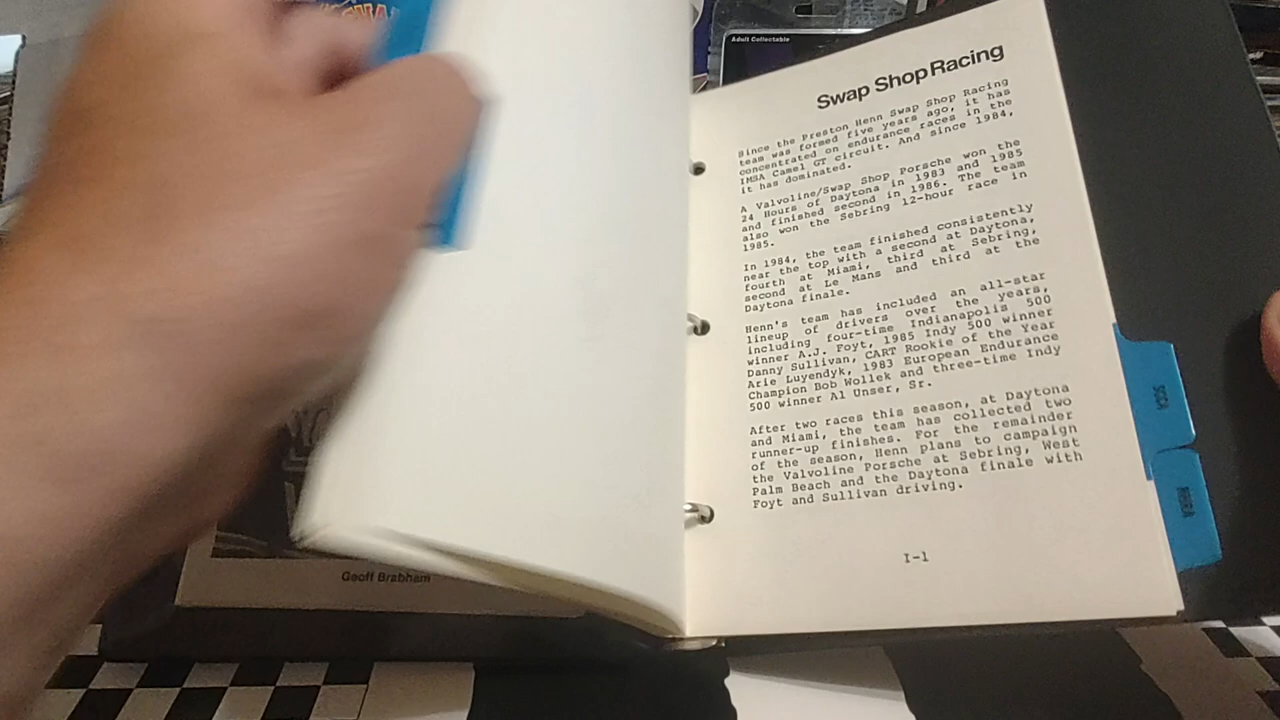 Adult Collectable
Swap Shop Racing
Since the Preston Henn Swap Shop Racing
team was formed five years ago, it has
concentrated on endurance races in the
IMSA Camel GT circuit. And since 1984,
it has dominated.
A Valvoline/Swap Shop Porsche won the
24 Hours of Daytona in 1983 and 1985
and finished second in 1986. The team
also won the Sebring 12-hour race in
1985.
In 1984, the team finished consistently
near the top with a second at Daytona,
fourth at Miami, third at Sebring,
second at Le Mans and third at the
Daytona finale.
Henn's team has included an all-star
lineup of drivers over the years,
including four-time Indianapolis 500
winner A.J. Foyt, 1985 Indy 500 winner
Danny Sullivan, CART Rookie of the Year
Arie Luyendyk, 1983 European Endurance
Champion Bob Wollek and three-time Indy
500 winner Al Unser, Sr.
After two races this season, at Daytona
and Miami, the team has collected two
runner-up finishes. For the remainder
of the season, Henn plans to campaign
the Valvoline Porsche at Sebring, West
Palm Beach and the Daytona finale with
Foyt and Sullivan driving.
I-1
SCCA
NHRA
Geoff Brabham